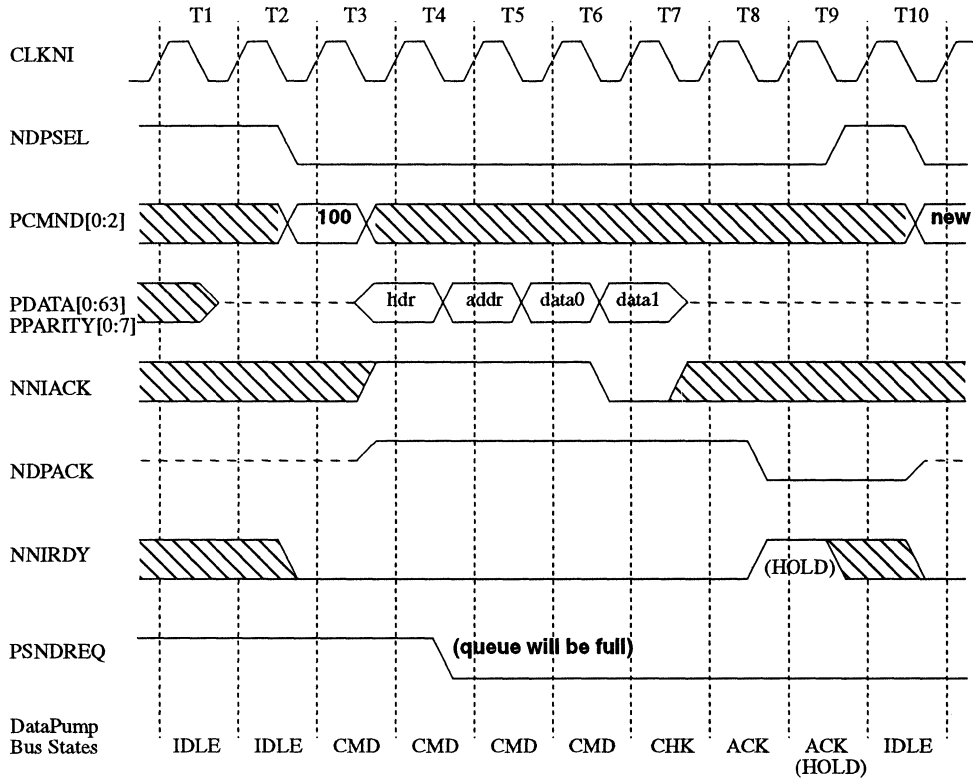 T1 T2 T3 T4 T5 T6 T7 T8 T9 T10
CLKNI
NDPSEL
PCMND[0:2] 100 new
PDATA[0:63] hdr addr data0 data1
PPARITY[0:7]
NNIACK
NDPACK
NNIRDY (HOLD)
PSNDREQ (queue will be full)
DataPump
Bus States IDLE IDLE CMD CMD CMD CMD CHK ACK ACK IDLE
(HOLD)